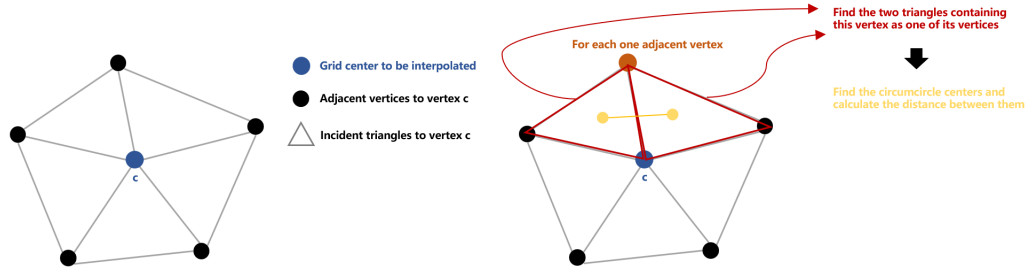 Grid center to be interpolated
Adjacent vertices to vertex c
Incident triangles to vertex c
c
For each one adjacent vertex
c
Find the two triangles containing
this vertex as one of its vertices
Find the circumcircle centers and
calculate the distance between them